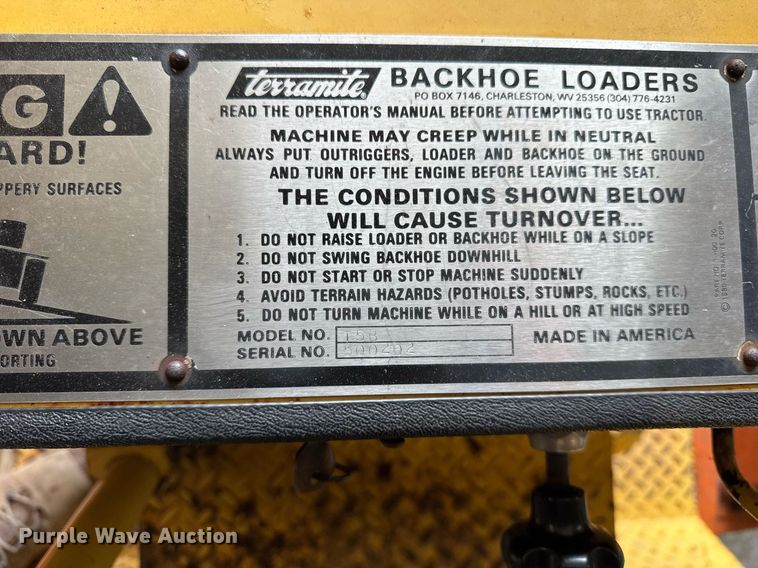 G
ARD!
PPERY SURFACES
OWN ABOVE
ORTING
terramite BACKHOE LOADERS
PO BOX 7146, CHARLESTON, WV 25356 (304) 776-4231
READ THE OPERATOR'S MANUAL BEFORE ATTEMPTING TO USE TRACTOR.
MACHINE MAY CREEP WHILE IN NEUTRAL
ALWAYS PUT OUTRIGGERS, LOADER AND BACKHOE ON THE GROUND
AND TURN OFF THE ENGINE BEFORE LEAVING THE SEAT.
THE CONDITIONS SHOWN BELOW
WILL CAUSE TURNOVER...
1. DO NOT RAISE LOADER OR BACKHOE WHILE ON A SLOPE
2. DO NOT SWING BACKHOE DOWNHILL
3. DO NOT START OR STOP MACHINE SUDDENLY
4. AVOID TERRAIN HAZARDS (POTHOLES, STUMPS, ROCKS, ETC.)
5. DO NOT TURN MACHINE WHILE ON A HILL OR AT HIGH SPEED
MODEL NO. T5B MADE IN AMERICA
SERIAL NO.
TERRAMITE CORP.
Purple Wave Auction